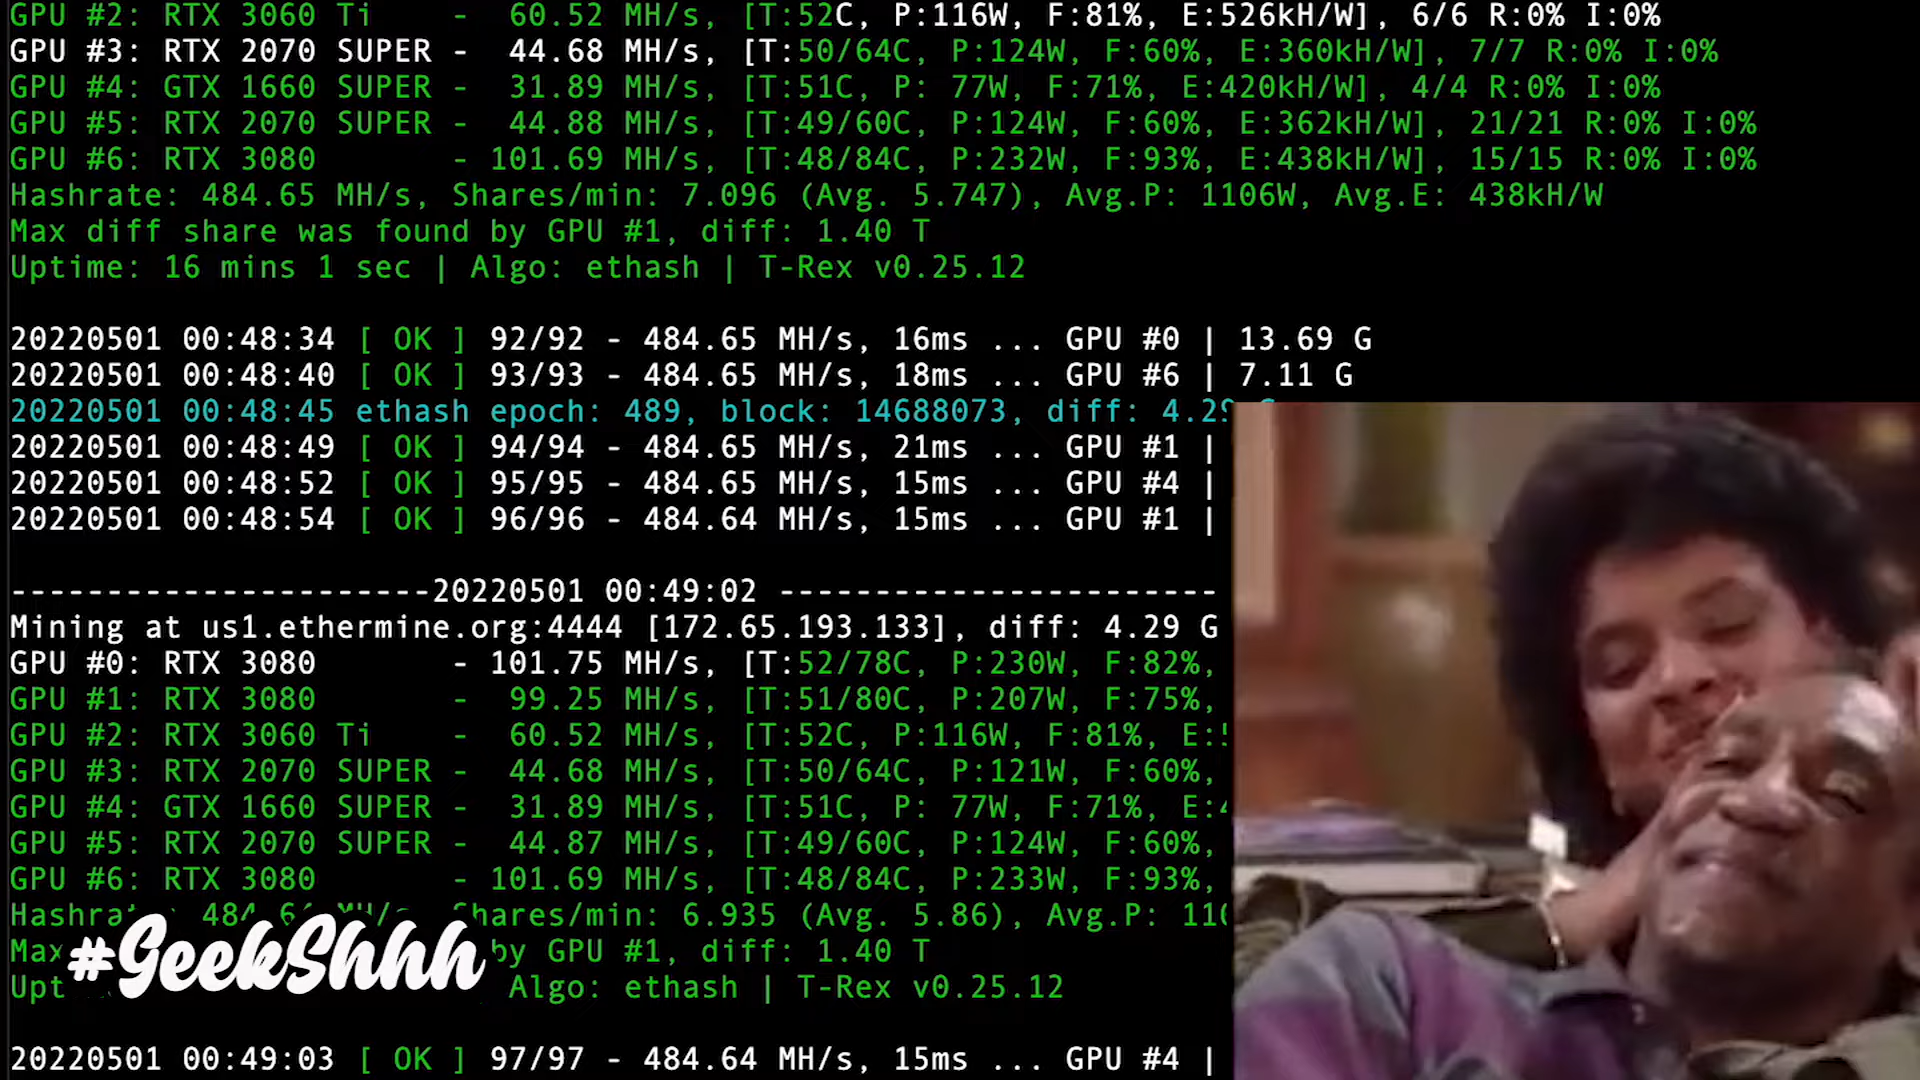 GPU #2: RTX 3060 Ti - 60.52 MH/s, [T:52C, P:116W, F:81%, E:526kH/W], 6/6 R:0% I:0%
GPU #3: RTX 2070 SUPER - 44.68 MH/s, [T:50/64C, P:124W, F:60%, E:360kH/W], 7/7 R:0% I:0%
GPU #4: GTX 1660 SUPER - 31.89 MH/s, [T:51C, P: 77W, F:71%, E:420kH/W], 4/4 R:0% I:0%
GPU #5: RTX 2070 SUPER - 44.88 MH/s, [T:49/60C, P:124W, F:60%, E:362kH/W], 21/21 R:0% I:0%
GPU #6: RTX 3080 - 101.69 MH/s, [T:48/84C, P:232W, F:93%, E:438kH/W], 15/15 R:0% I:0%
Hashrate: 484.65 MH/s, Shares/min: 7.096 (Avg. 5.747), Avg.P: 1106W, Avg.E: 438kH/W
Max diff share was found by GPU #1, diff: 1.40 T
Uptime: 16 mins 1 sec | Algo: ethash | T-Rex v0.25.12
20220501 00:48:34 [ OK ] 92/92 - 484.65 MH/s, 16ms ... GPU #0 | 13.69 G
20220501 00:48:40 [ OK ] 93/93 - 484.65 MH/s, 18ms ... GPU #6 | 7.11 G
20220501 00:48:45 ethash epoch: 489, block: 14688073, diff: 4.29 G
20220501 00:48:49 [ OK ] 94/94 - 484.65 MH/s, 21ms ... GPU #1 |
20220501 00:48:52 [ OK ] 95/95 - 484.65 MH/s, 15ms ... GPU #4 |
20220501 00:48:54 [ OK ] 96/96 - 484.64 MH/s, 15ms ... GPU #1 |
----------------------20220501 00:49:02 -----------------------
Mining at us1.ethermine.org:4444 [172.65.193.133], diff: 4.29 G
GPU #0: RTX 3080 - 101.75 MH/s, [T:52/78C, P:230W, F:82%,
GPU #1: RTX 3080 - 99.25 MH/s, [T:51/80C, P:207W, F:75%,
GPU #2: RTX 3060 Ti - 60.52 MH/s, [T:52C, P:116W, F:81%, E:
GPU #3: RTX 2070 SUPER - 44.68 MH/s, [T:50/64C, P:121W, F:60%,
GPU #4: GTX 1660 SUPER - 31.89 MH/s, [T:51C, P: 77W, F:71%, E:4
GPU #5: RTX 2070 SUPER - 44.87 MH/s, [T:49/60C, P:124W, F:60%,
GPU #6: RTX 3080 - 101.69 MH/s, [T:48/84C, P:233W, F:93%,
Shares/min: 6.935 (Avg. 5.86), Avg.P:
Max by GPU #1, diff: 1.40 T
#GeekShhh
Algo: ethash | T-Rex v0.25.12
20220501 00:49:03 [ OK ] 97/97 - 484.64 MH/s, 15ms ... GPU #4 |